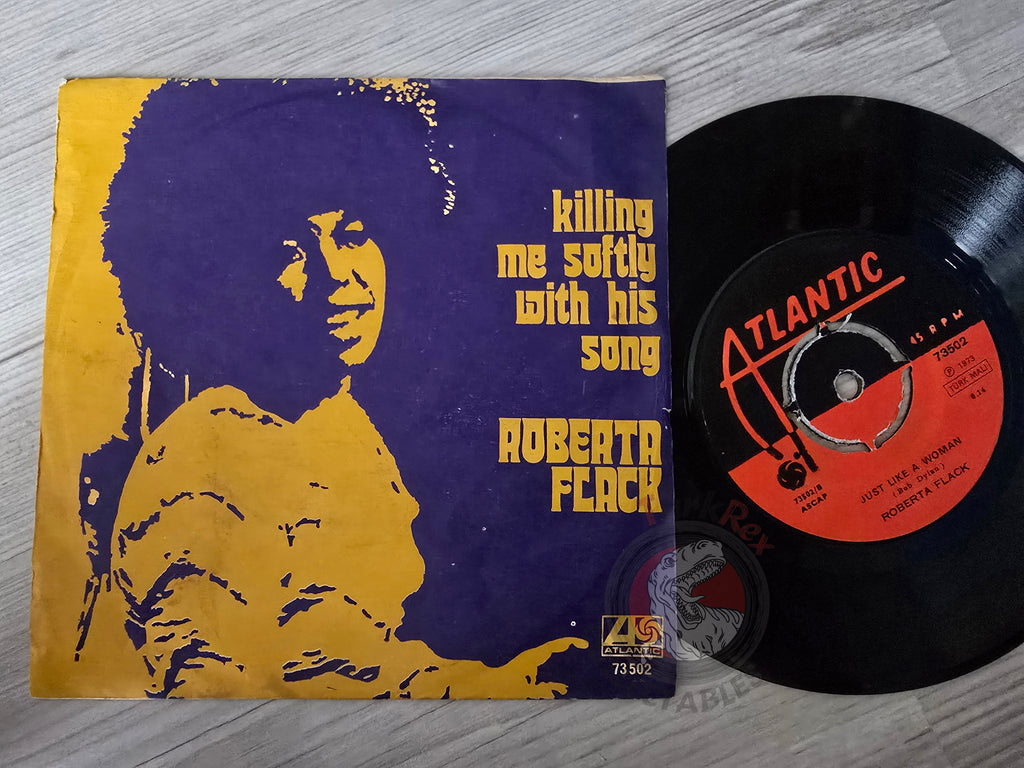 killing
me softly
with his
song
ROBERTA
FLACK
ATLANTIC
73502
ATLANTIC
45 RPM
73502
Ⓟ 1973
TÜRK MALI
73502/B
ASCAP
JUST LIKE A WOMAN
(Bob Dylan)
ROBERTA FLACK